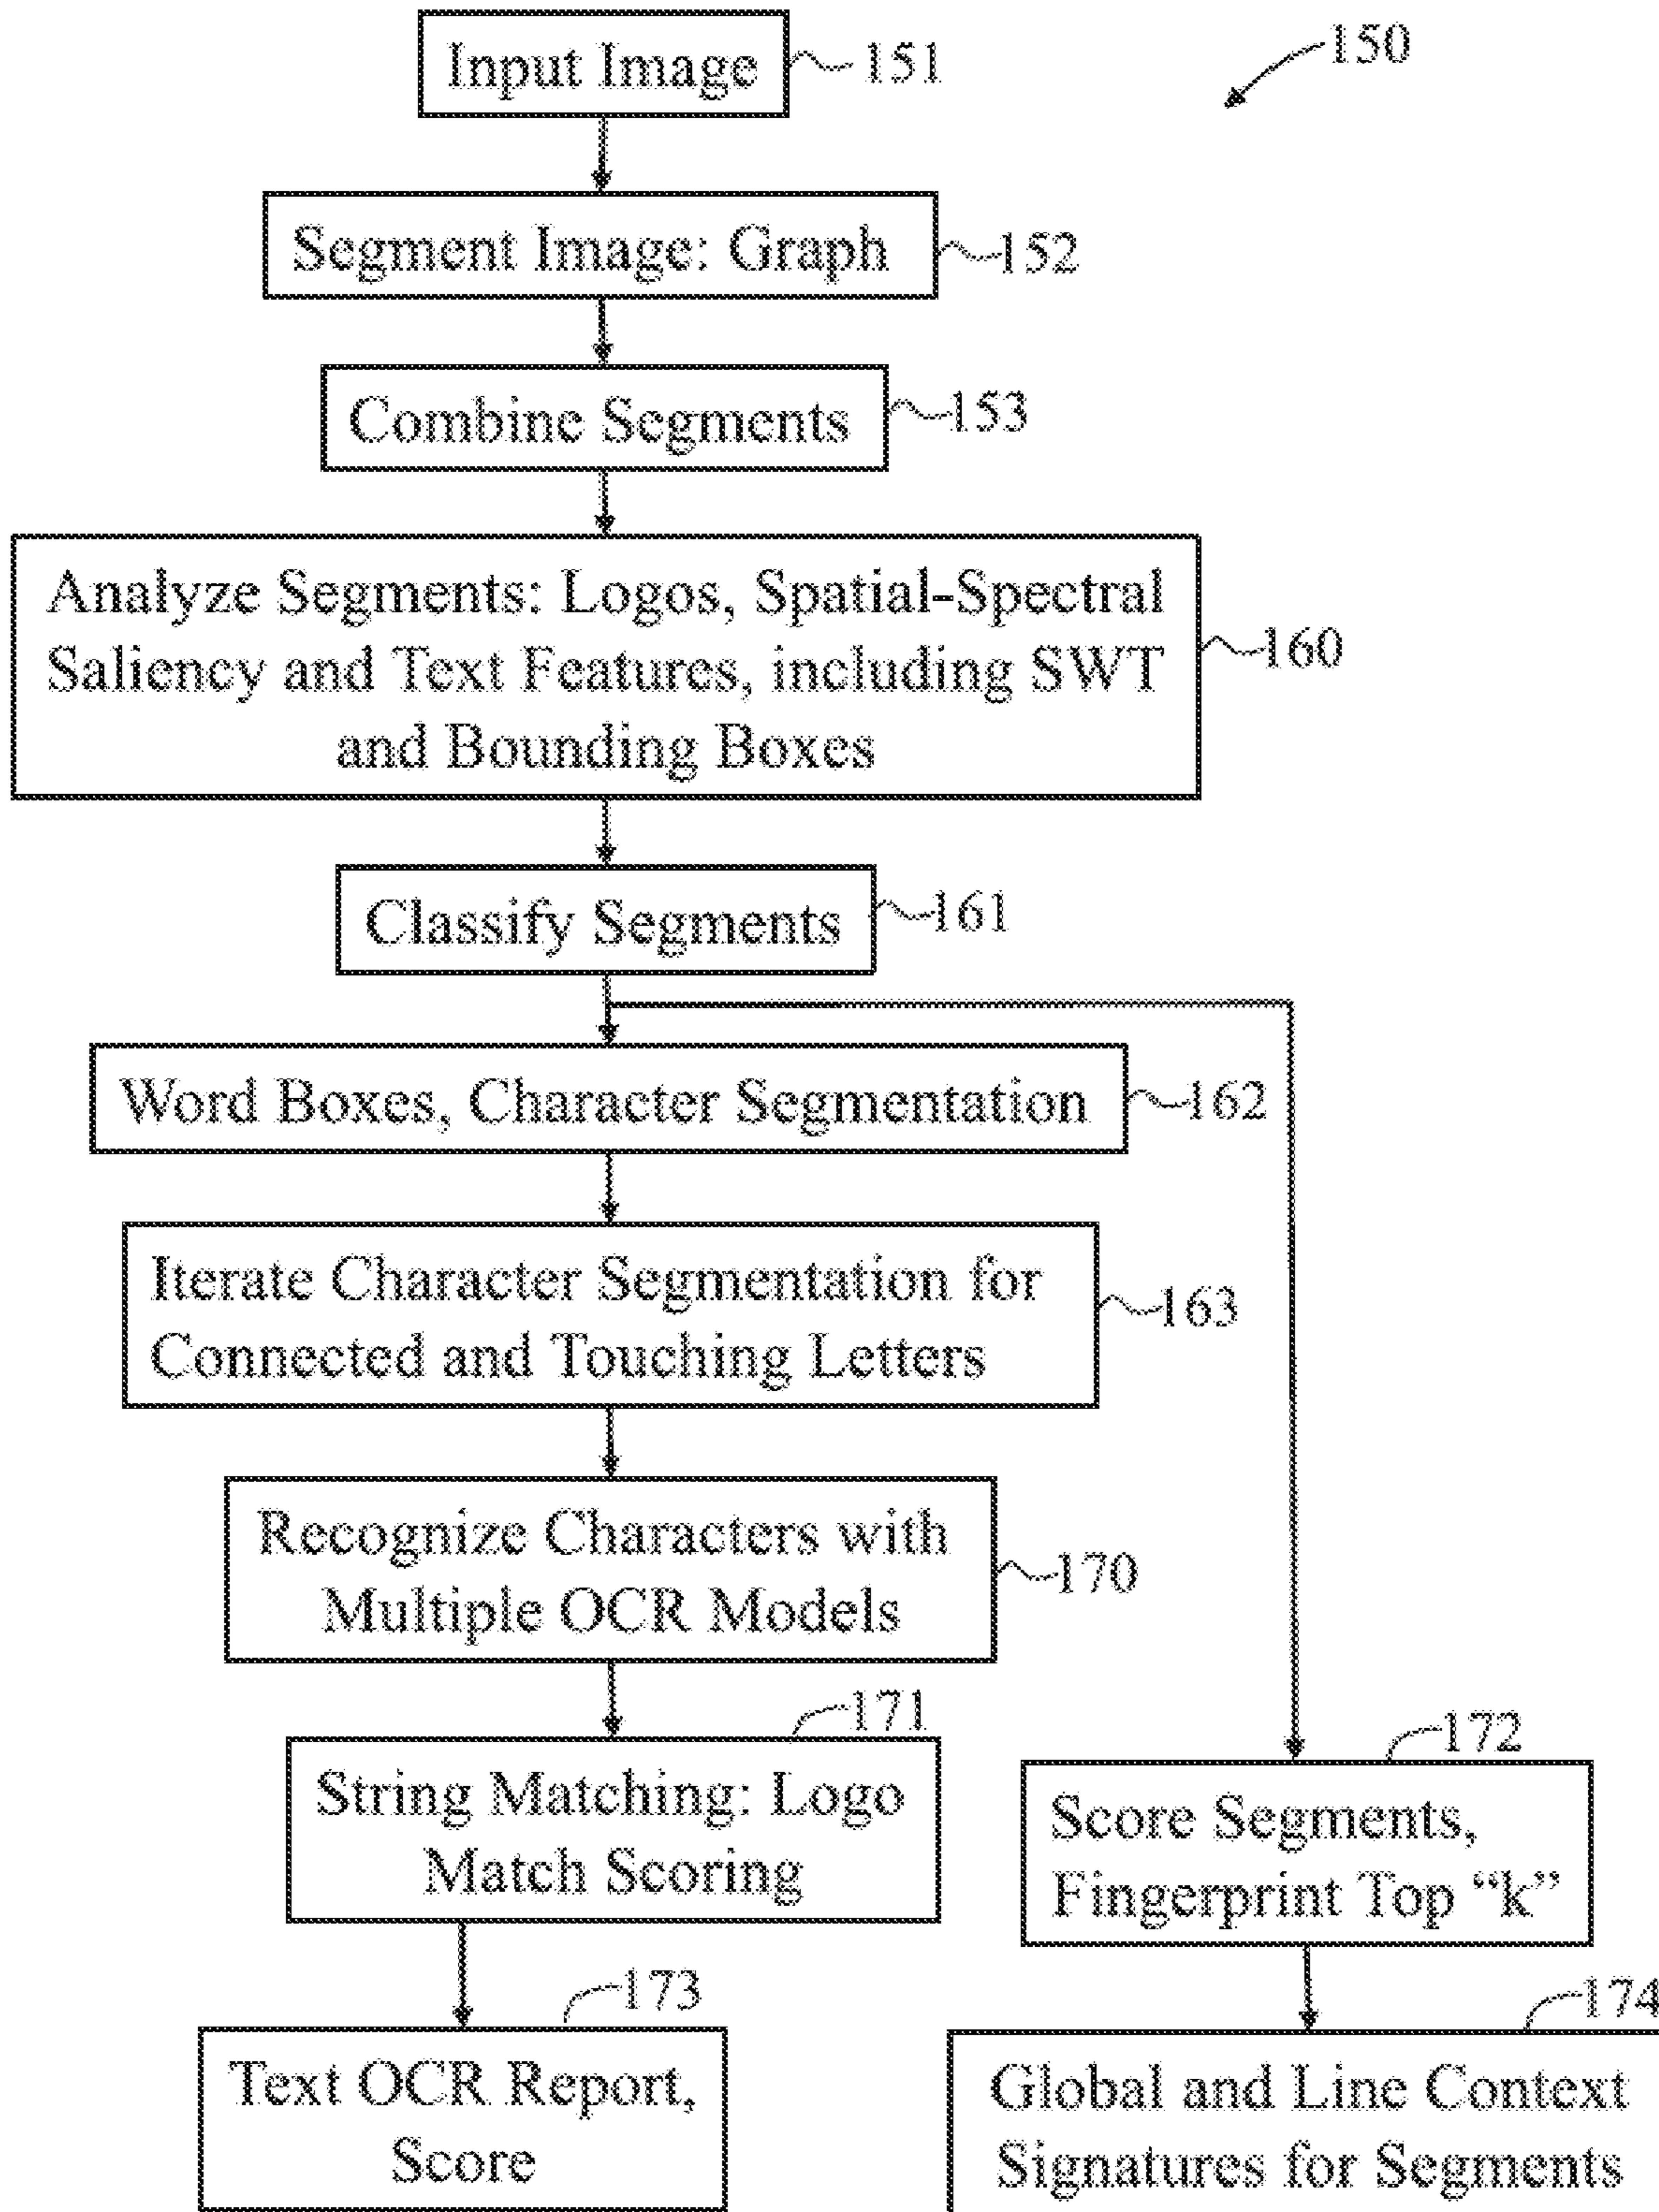 150
Input Image
151
Segment Image: Graph
152
Combine Segments
153
Analyze Segments: Logos, Spatial-Spectral
Saliency and Text Features, including SWT
and Bounding Boxes
160
Classify Segments
161
Word Boxes, Character Segmentation
162
Iterate Character Segmentation for
Connected and Touching Letters
163
Recognize Characters with
Multiple OCR Models
170
171
String Matching: Logo
Match Scoring
172
Score Segments,
Fingerprint Top “k”
173
Text OCR Report,
Score
174
Global and Line Context
Signatures for Segments